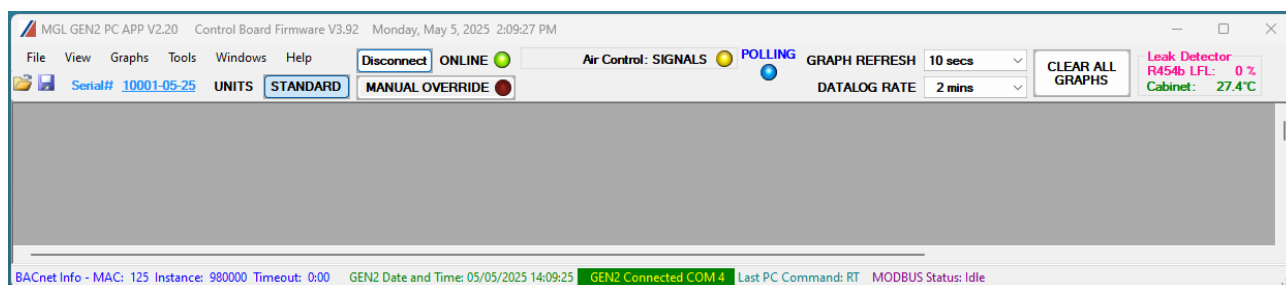 MGL GEN2 PC APP V2.20 Control Board Firmware V3.92 Monday, May 5, 2025 2:09:27 PM
File View Graphs Tools Windows Help Disconnect ONLINE Air Control: SIGNALS POLLING GRAPH REFRESH 10 secs CLEAR ALL GRAPHS Leak Detector
R454b LFL: 0 %
Serial# 10001-05-25 UNITS STANDARD MANUAL OVERRIDE DATALOG RATE 2 mins Cabinet: 27.4°C
BACnet Info - MAC: 125 Instance: 980000 Timeout: 0:00 GEN2 Date and Time: 05/05/2025 14:09:25 GEN2 Connected COM 4 Last PC Command: RT MODBUS Status: Idle